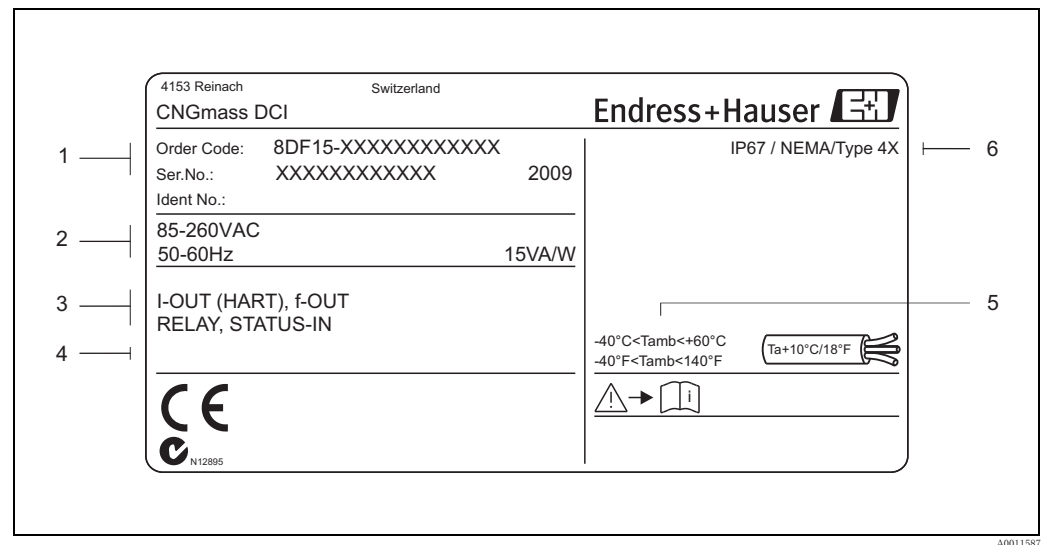 4153 Reinach Switzerland
CNGmass DCI
Endress+Hauser
1
Order Code: 8DF15-XXXXXXXXXXXX
Ser.No.: XXXXXXXXXXXX 2009
Ident No.:
IP67 / NEMA/Type 4X
6
2
85-260VAC
50-60Hz 15VA/W
3
I-OUT (HART), f-OUT
RELAY, STATUS-IN
5
4
-40°C<Tamb<+60°C
-40°F<Tamb<140°F
Ta+10°C/18°F
i
CE
N12895
A0011587